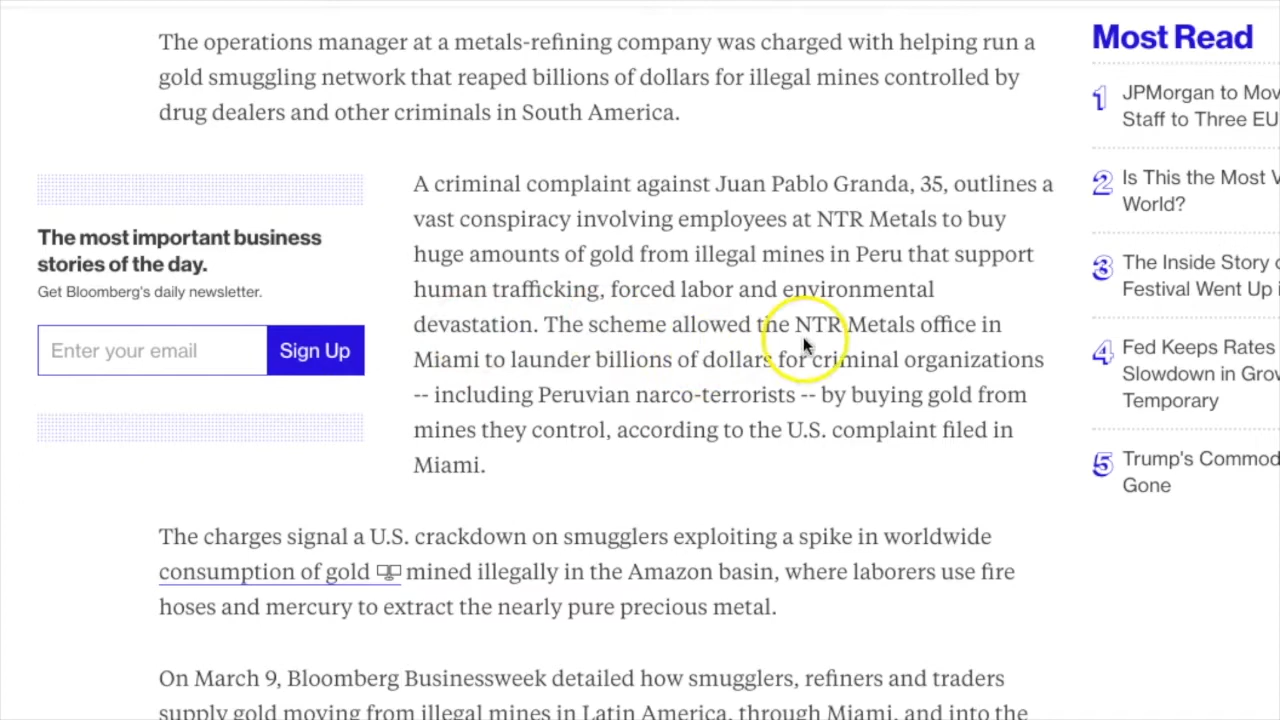 The operations manager at a metals-refining company was charged with helping run a
gold smuggling network that reaped billions of dollars for illegal mines controlled by
drug dealers and other criminals in South America.
The most important business
stories of the day.
Get Bloomberg's daily newsletter.
Enter your email
Sign Up
A criminal complaint against Juan Pablo Granda, 35, outlines a
vast conspiracy involving employees at NTR Metals to buy
huge amounts of gold from illegal mines in Peru that support
human trafficking, forced labor and environmental
devastation. The scheme allowed the NTR Metals office in
Miami to launder billions of dollars for criminal organizations
-- including Peruvian narco-terrorists -- by buying gold from
mines they control, according to the U.S. complaint filed in
Miami.
The charges signal a U.S. crackdown on smugglers exploiting a spike in worldwide
consumption of gold mined illegally in the Amazon basin, where laborers use fire
hoses and mercury to extract the nearly pure precious metal.
On March 9, Bloomberg Businessweek detailed how smugglers, refiners and traders
supply gold moving from illegal mines in Latin America, through Miami, and into the
Most Read
1 JPMorgan to Mov
Staff to Three EU
2 Is This the Most V
World?
3 The Inside Story
Festival Went Up i
4 Fed Keeps Rates
Slowdown in Grow
Temporary
5 Trump's Commod
Gone